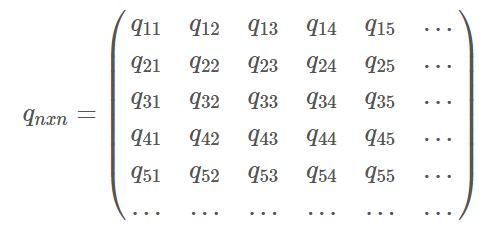 q₁₁ q₁₂ q₁₃ q₁₄ q₁₅ …
q₂₁ q₂₂ q₂₃ q₂₄ q₂₅ …
qₙₓₙ = ( q₃₁ q₃₂ q₃₃ q₃₄ q₃₅ … )
q₄₁ q₄₂ q₄₃ q₄₄ q₄₅ …
q₅₁ q₅₂ q₅₃ q₅₄ q₅₅ …
… … … … … …